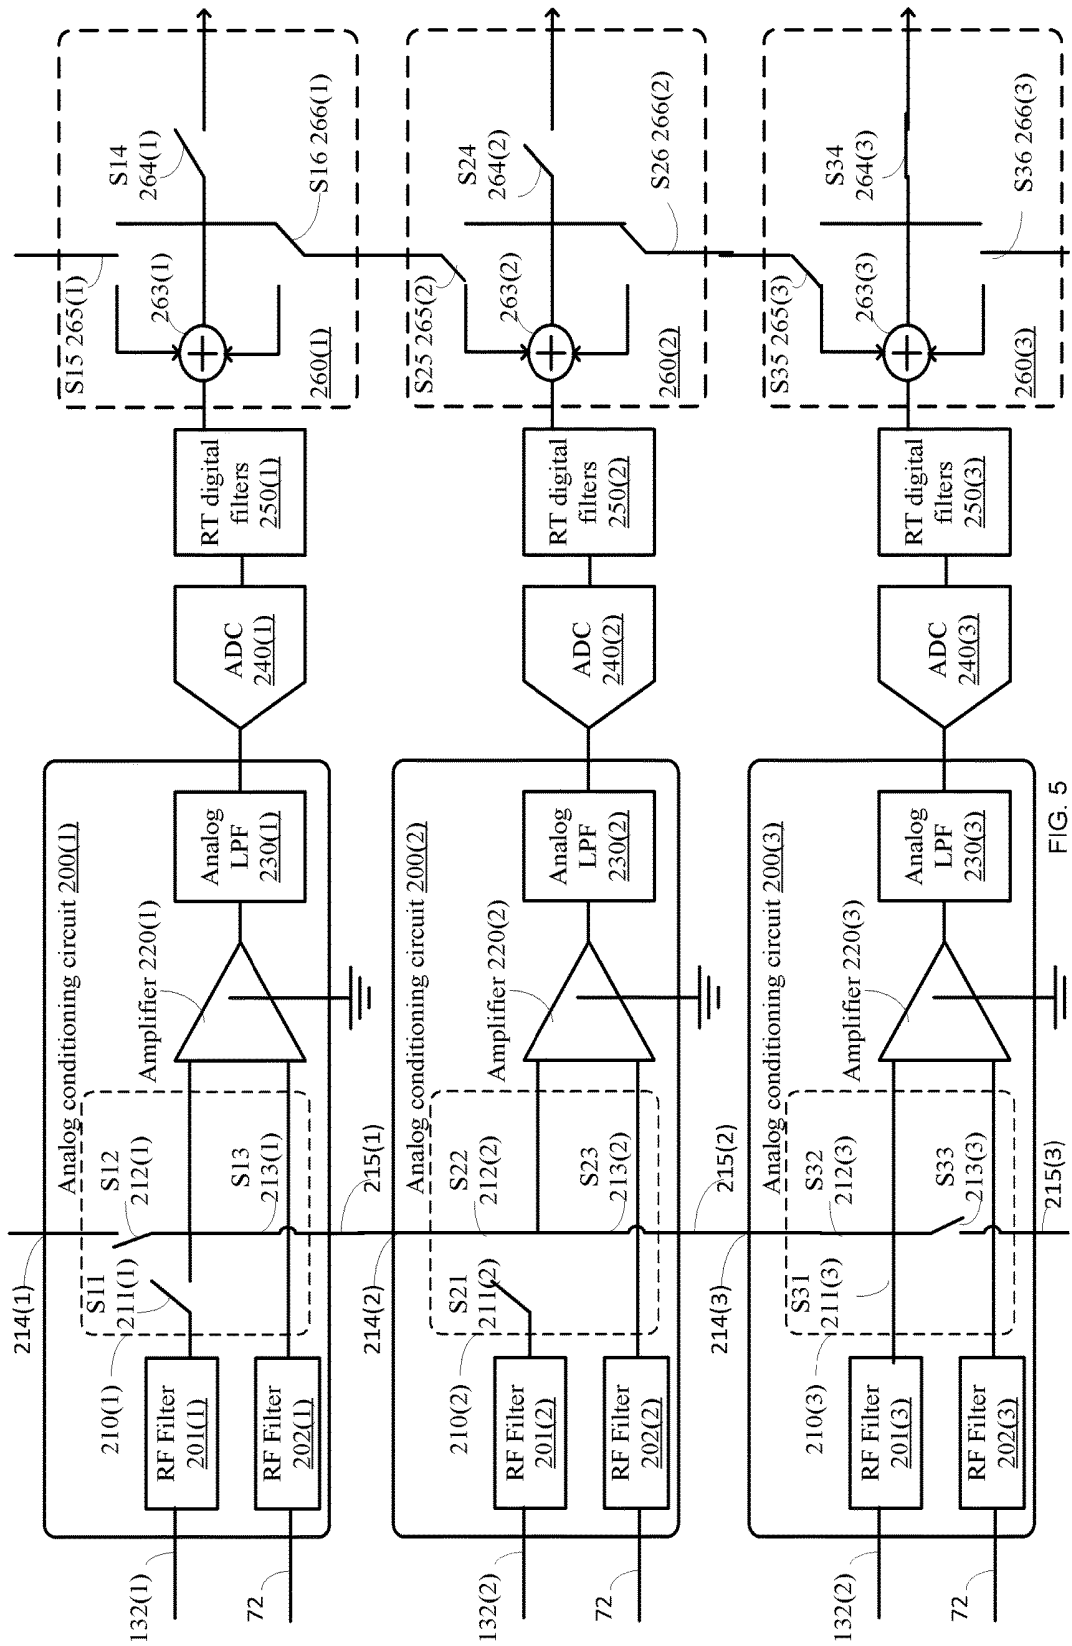 214(1)
Analog conditioning circuit 200(1)
210(1)
S11
211(1)
S12
212(1)
S13
213(1)
Amplifier 220(1)
132(1)
72
RF Filter
201(1)
RF Filter
202(1)
Analog
LPF
230(1)
ADC
240(1)
RT digital
filters
250(1)
S15 265(1)
263(1)
S14
264(1)
S16 266(1)
260(1)
215(1)
214(2)
Analog conditioning circuit 200(2)
210(2)
S21
211(2)
S22
212(2)
S23
213(2)
Amplifier 220(2)
132(2)
72
RF Filter
201(2)
RF Filter
202(2)
Analog
LPF
230(2)
ADC
240(2)
RT digital
filters
250(2)
S25 265(2)
263(2)
S24
264(2)
S26 266(2)
260(2)
215(2)
214(3)
Analog conditioning circuit 200(3)
210(3)
S31
211(3)
S32
212(3)
S33
213(3)
Amplifier 220(3)
132(2)
72
RF Filter
201(3)
RF Filter
202(3)
Analog
LPF
230(3)
ADC
240(3)
RT digital
filters
250(3)
S35 265(3)
263(3)
S34
264(3)
S36 266(3)
260(3)
215(3)
FIG. 5